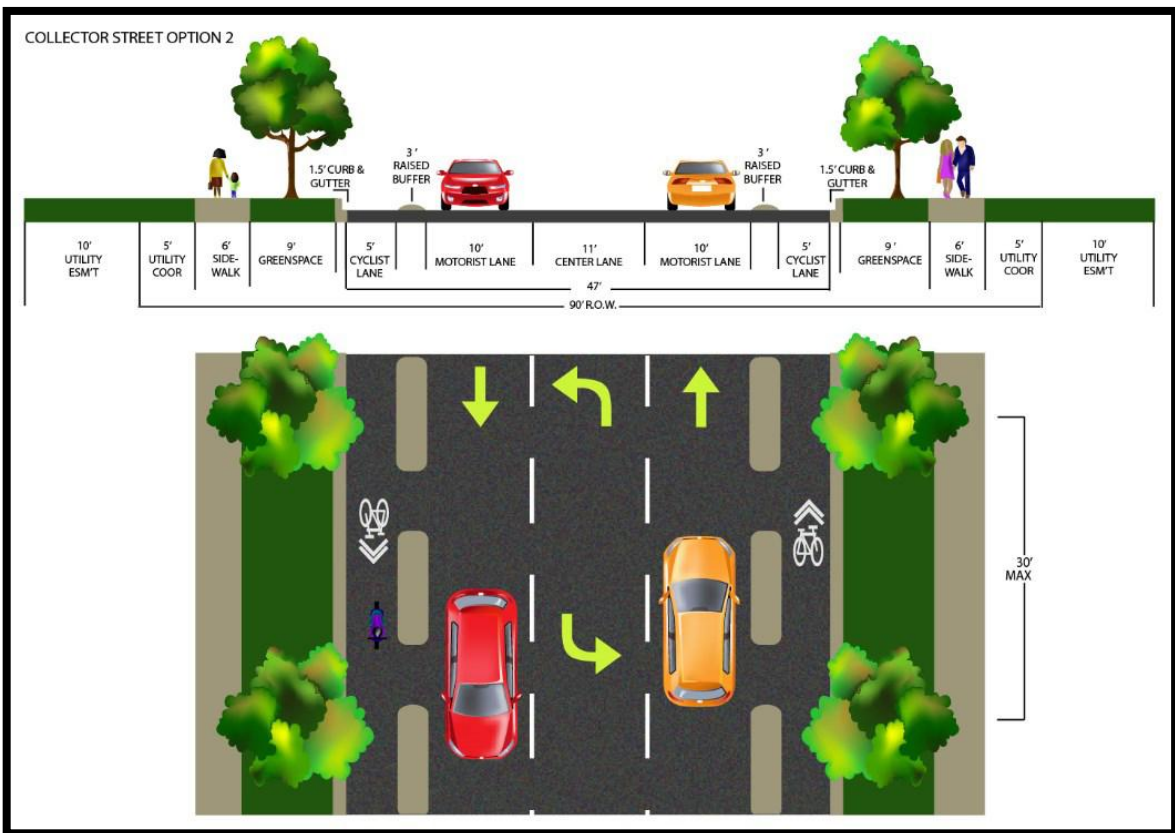 COLLECTOR STREET OPTION 2
3 '
RAISED
BUFFER
1.5' CURB &
GUTTER
3 '
RAISED
BUFFER
1.5' CURB &
GUTTER
10'
UTILITY
ESM'T
5'
UTILITY
COOR
6'
SIDE-
WALK
9'
GREENSPACE
5'
CYCLIST
LANE
10'
MOTORIST LANE
11'
CENTER LANE
10'
MOTORIST LANE
5'
CYCLIST
LANE
9 '
GREENSPACE
6'
SIDE-
WALK
5'
UTILITY
COOR
10'
UTILITY
ESM'T
47'
90' R.O.W.
30'
MAX